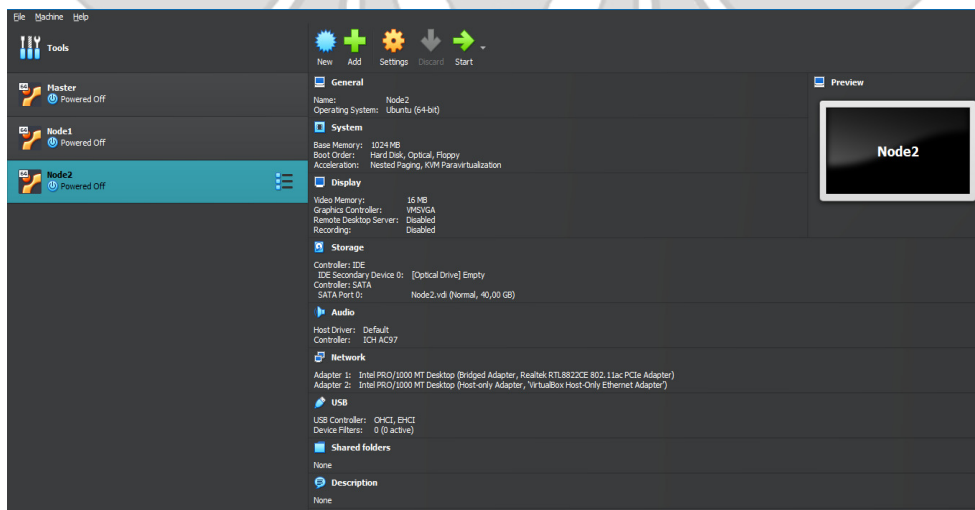 File Machine Help
Tools
New Add Settings Discard Start
64
Master
Powered Off
64
Node1
Powered Off
64
Node2
Powered Off
General
Name: Node2
Operating System: Ubuntu (64-bit)
System
Base Memory: 1024 MB
Boot Order: Hard Disk, Optical, Floppy
Acceleration: Nested Paging, KVM Paravirtualization
Display
Video Memory: 16 MB
Graphics Controller: VMSVGA
Remote Desktop Server: Disabled
Recording: Disabled
Storage
Controller: IDE
IDE Secondary Device 0: [Optical Drive] Empty
Controller: SATA
SATA Port 0: Node2.vdi (Normal, 40,00 GB)
Audio
Host Driver: Default
Controller: ICH AC97
Network
Adapter 1: Intel PRO/1000 MT Desktop (Bridged Adapter, Realtek RTL8822CE 802.11ac PCIe Adapter)
Adapter 2: Intel PRO/1000 MT Desktop (Host-only Adapter, 'VirtualBox Host-Only Ethernet Adapter')
USB
USB Controller: OHCI, EHCI
Device Filters: 0 (0 active)
Shared folders
None
Description
None
Preview
Node2